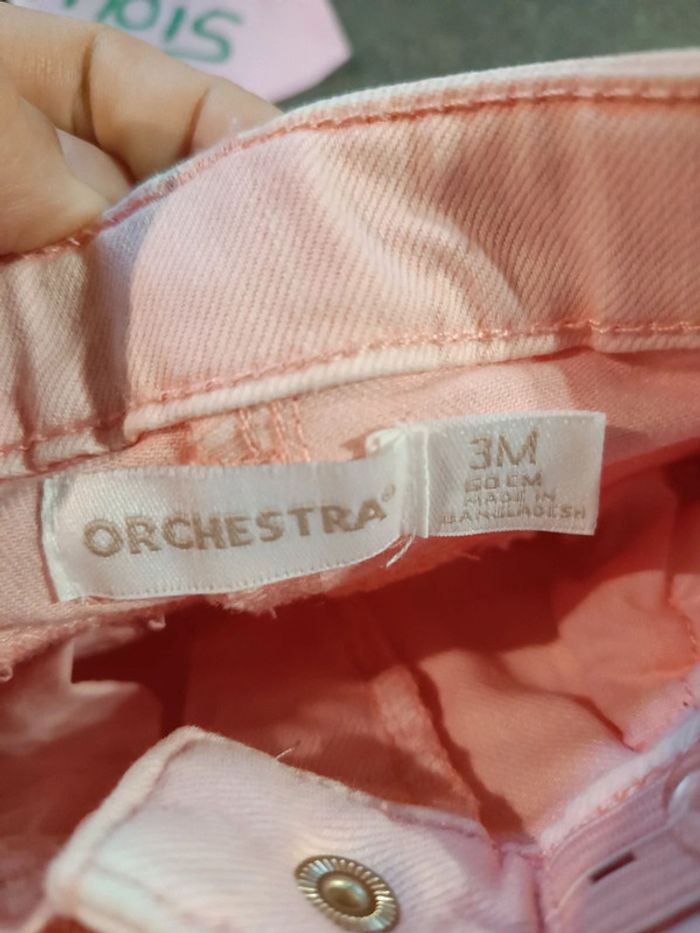 ORCHESTRA®
3M
60 CM
MADE IN
BANGLADESH